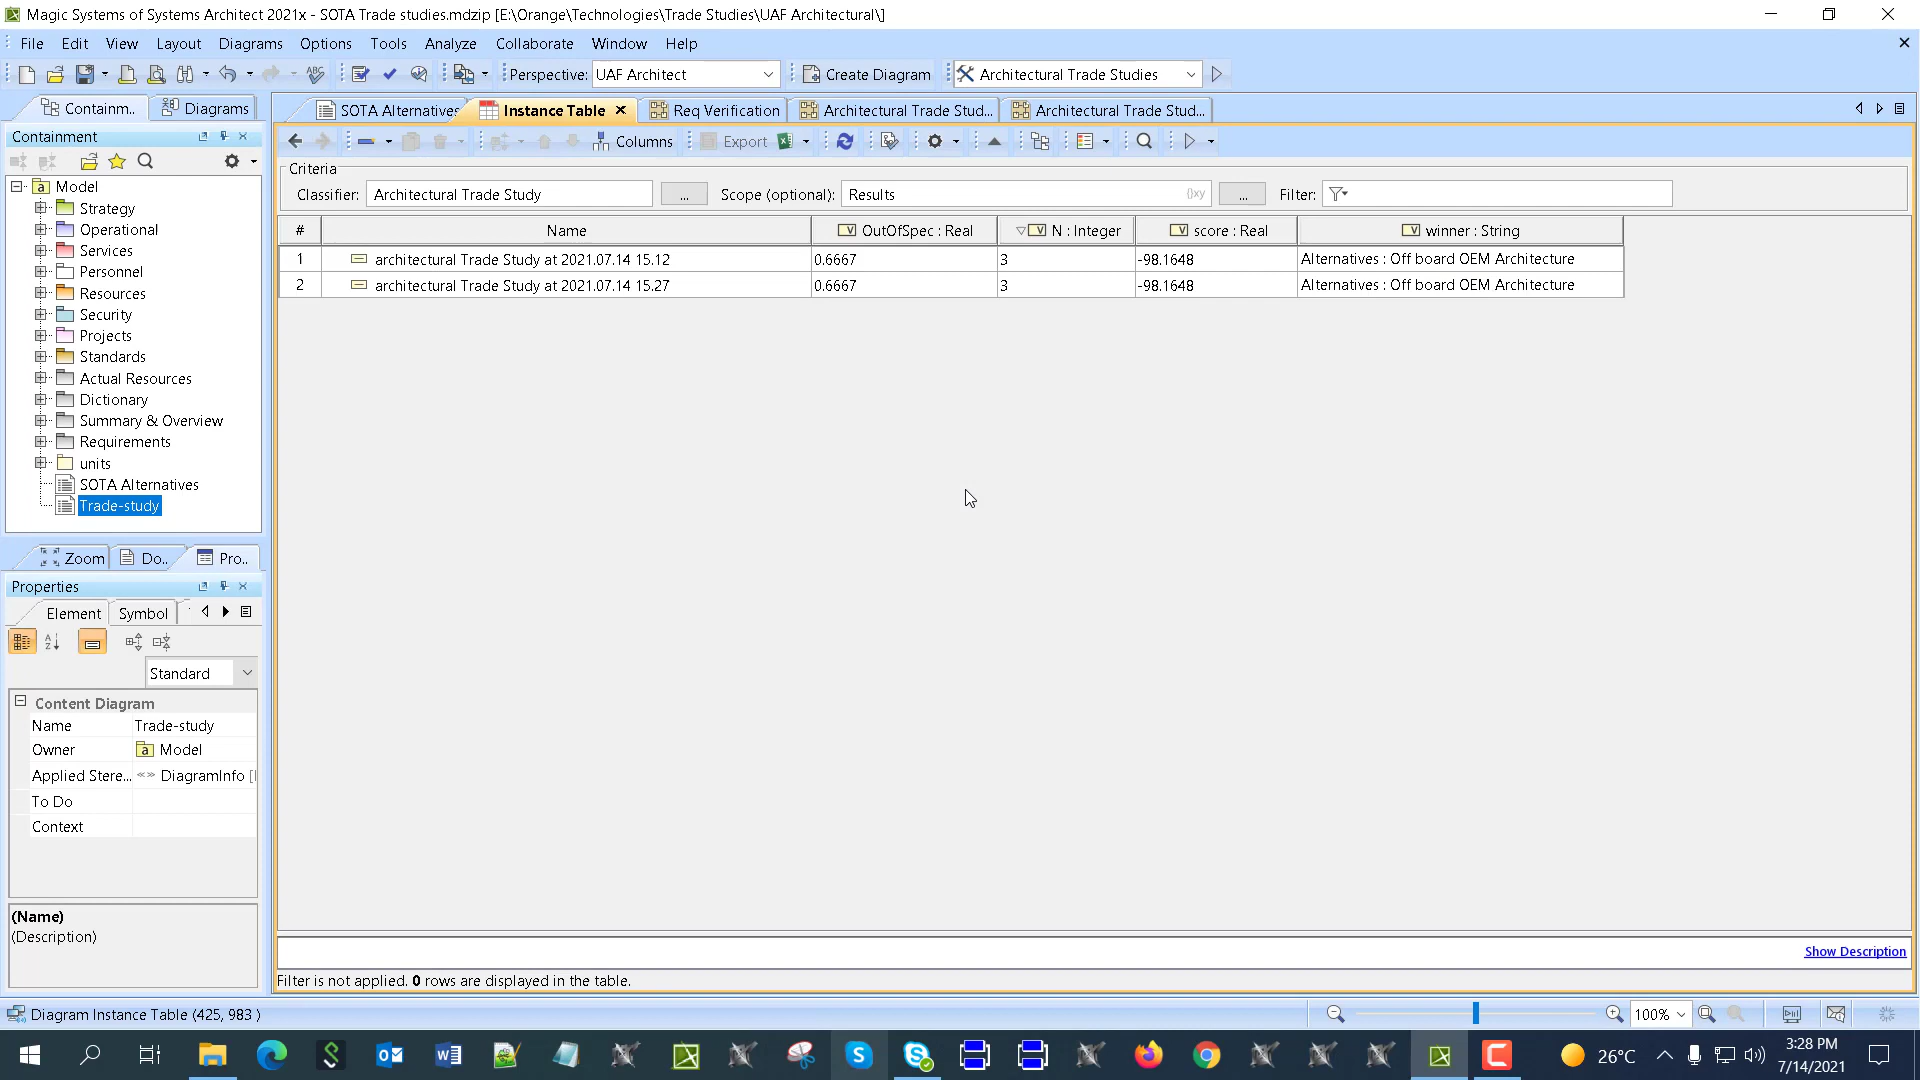 Magic Systems of Systems Architect 2021x - SOTA Trade studies.mdzip [E:\Orange\Technologies\Trade Studies\UAF Architectural\]
File Edit View Layout Diagrams Options Tools Analyze Collaborate Window Help
Perspective: UAF Architect Create Diagram Architectural Trade Studies
Containm.. Diagrams
SOTA Alternatives Instance Table Req Verification Architectural Trade Stud... Architectural Trade Stud...
Containment
Columns Export
Criteria
Classifier: Architectural Trade Study ... Scope (optional): Results ... Filter:
# Name OutOfSpec : Real N : Integer score : Real winner : String
1 architectural Trade Study at 2021.07.14 15.12 0.6667 3 -98.1648 Alternatives : Off board OEM Architecture
2 architectural Trade Study at 2021.07.14 15.27 0.6667 3 -98.1648 Alternatives : Off board OEM Architecture
Model
Strategy
Operational
Services
Personnel
Resources
Security
Projects
Standards
Actual Resources
Dictionary
Summary & Overview
Requirements
units
SOTA Alternatives
Trade-study
Zoom Do.. Pro..
Properties
Element Symbol
Standard
Content Diagram
Name Trade-study
Owner Model
Applied Stere... «» DiagramInfo [
To Do
Context
(Name)
(Description)
Show Description
Filter is not applied. 0 rows are displayed in the table.
Diagram Instance Table (425, 983 )
100%
26°C
3:28 PM
7/14/2021